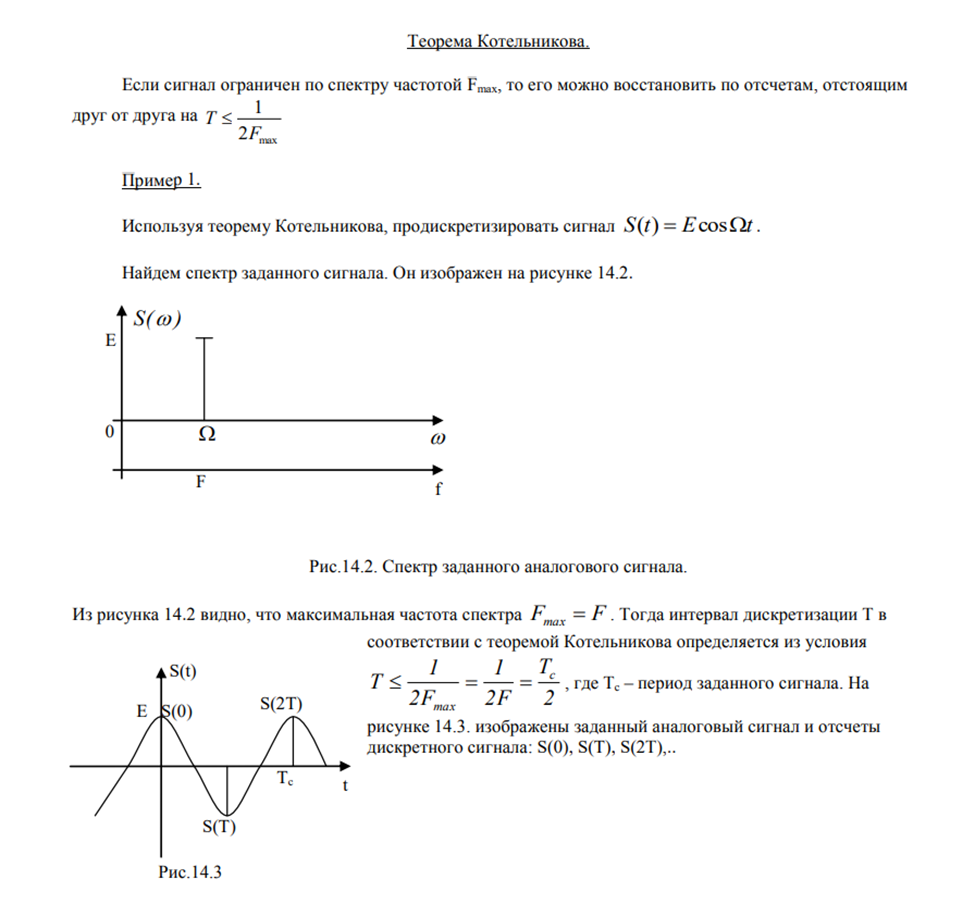 Теорема Котельникова.
Если сигнал ограничен по спектру частотой Fmax, то его можно восстановить по отсчетам, отстоящим
друг от друга на T ≤ 1/(2Fmax)
Пример 1.
Используя теорему Котельникова, продискретизировать сигнал S(t) = E cos Ωt .
Найдем спектр заданного сигнала. Он изображен на рисунке 14.2.
S(ω)
E
0
Ω
ω
F
f
Рис.14.2. Спектр заданного аналогового сигнала.
Из рисунка 14.2 видно, что максимальная частота спектра Fmax = F . Тогда интервал дискретизации T в
соответствии с теоремой Котельникова определяется из условия
T ≤ 1/(2Fmax) = 1/(2F) = Tc/2 , где Tс – период заданного сигнала. На
рисунке 14.3. изображены заданный аналоговый сигнал и отсчеты
дискретного сигнала: S(0), S(T), S(2T),..
S(t)
E S(0)
S(2T)
Tс
t
S(T)
Рис.14.3